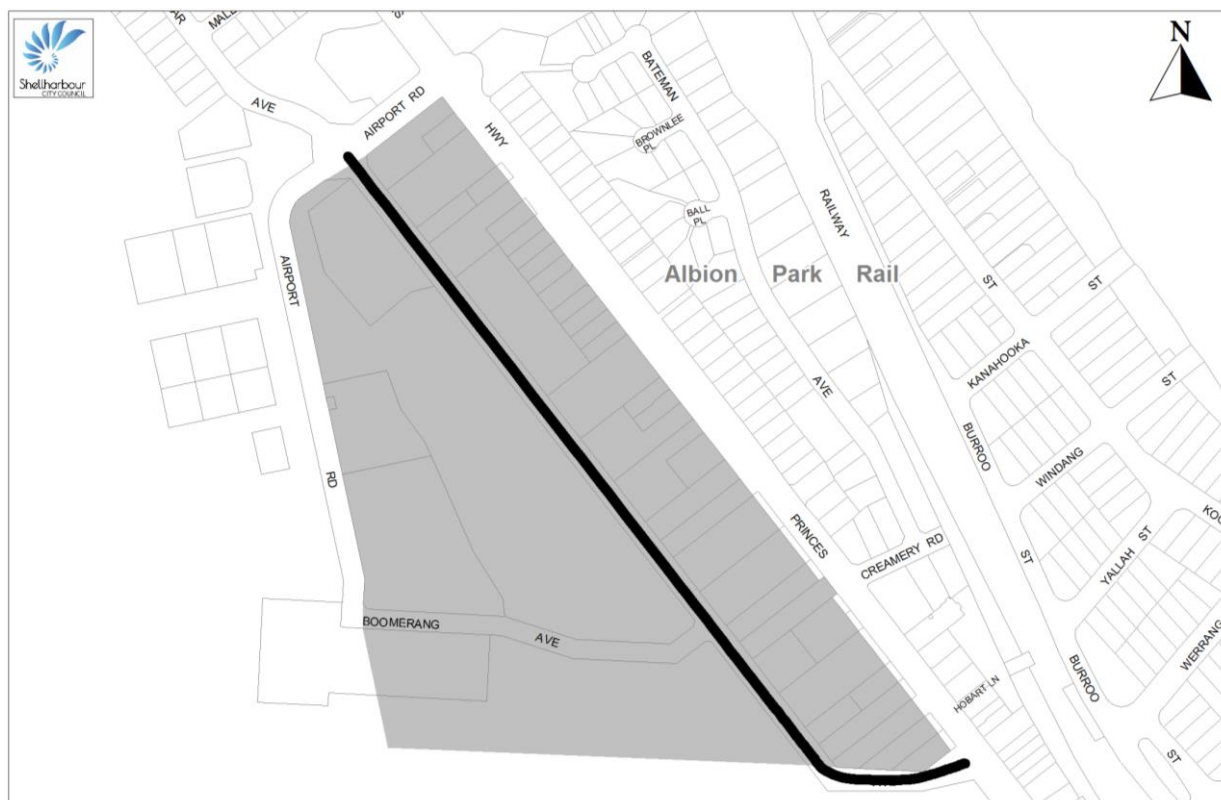 Shellharbour
CITY COUNCIL
N
AVE
AIRPORT RD
HWY
BATEMAN
BROWNLEE
PL
BALL
PL
RAILWAY
Albion Park Rail
AIRPORT
ST
ST
KANAHOOKA
AVE
ST
BURROO
WINDANG
RD
PRINCES
CREAMERY RD
ST
YALLAH ST
BOOMERANG
AVE
WERRANG
BURROO
HOBART LN
ST